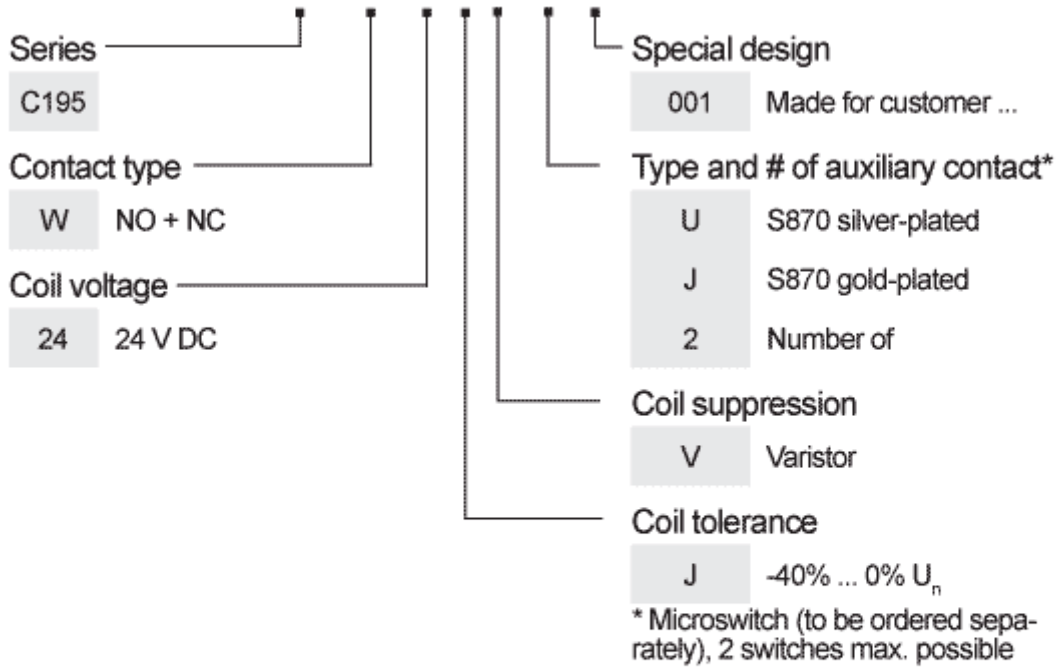 Series
C195
Contact type
W NO + NC
Coil voltage
24 24 V DC
Special design
001 Made for customer ...
Type and # of auxiliary contact*
U S870 silver-plated
J S870 gold-plated
2 Number of
Coil suppression
V Varistor
Coil tolerance
J -40% ... 0% Un
* Microswitch (to be ordered sepa-
rately), 2 switches max. possible